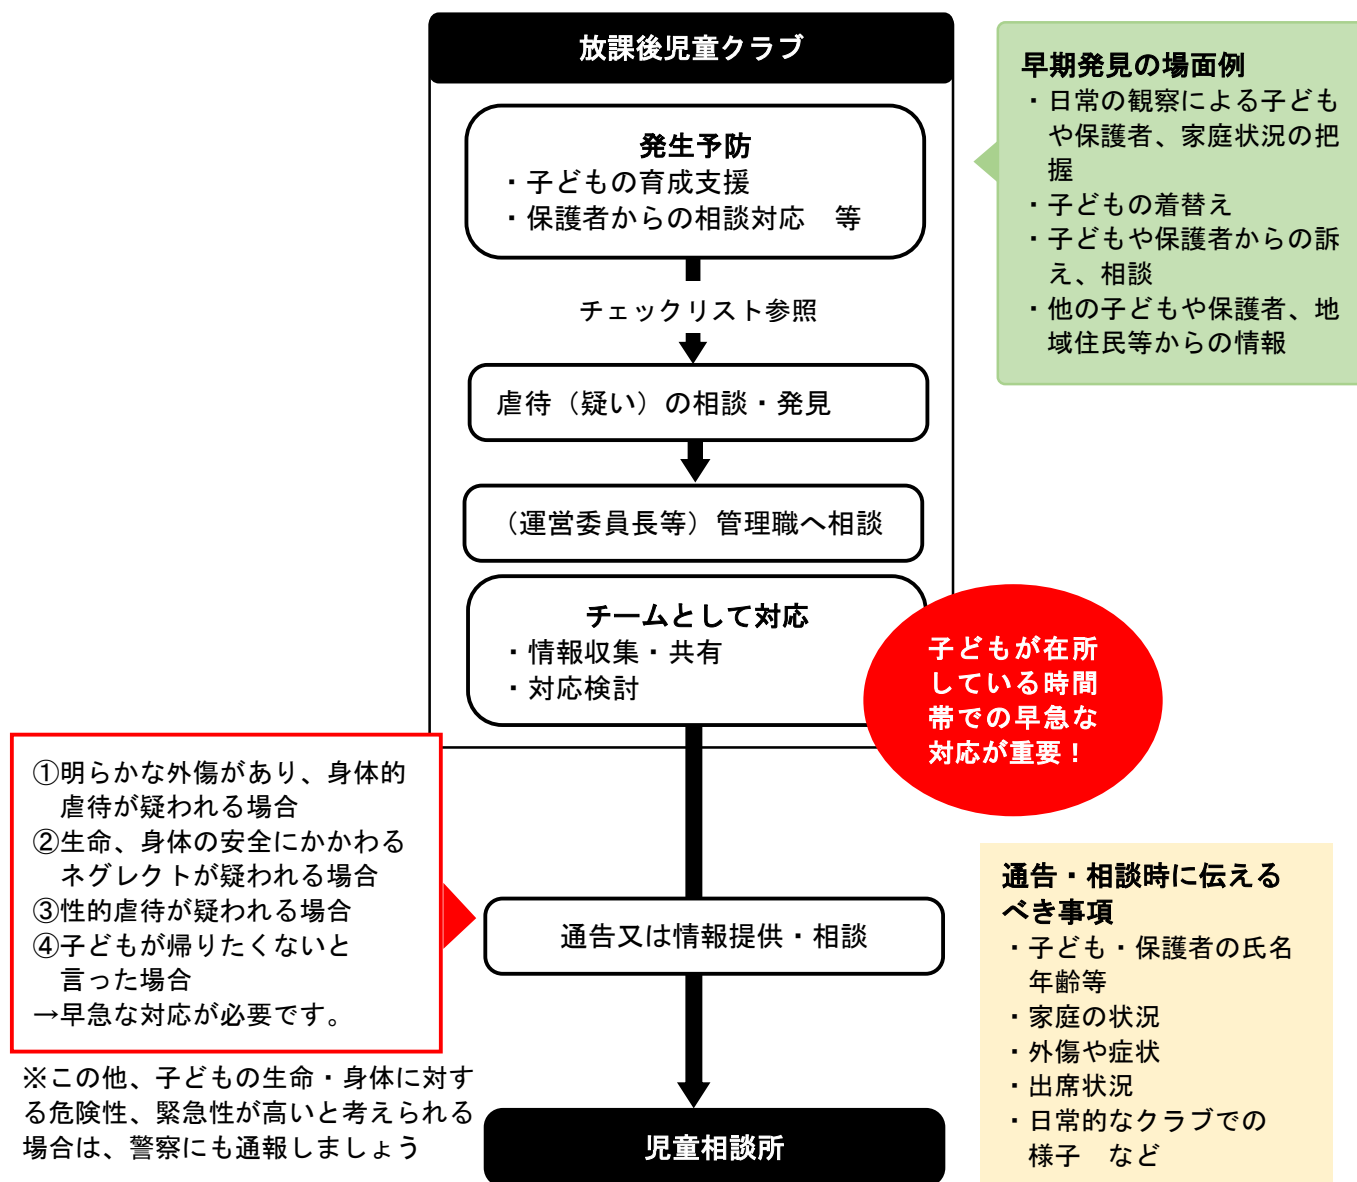 放課後児童クラブ
発生予防
・子どもの育成支援
・保護者からの相談対応　等
チェックリスト参照
虐待（疑い）の相談・発見
（運営委員長等）管理職へ相談
チームとして対応
・情報収集・共有
・対応検討
早期発見の場面例
・日常の観察による子ども
や保護者、家庭状況の把
握
・子どもの着替え
・子どもや保護者からの訴
え、相談
・他の子どもや保護者、地
域住民等からの情報
子どもが在所
している時間
帯での早急な
対応が重要！
①明らかな外傷があり、身体的
虐待が疑われる場合
②生命、身体の安全にかかわる
ネグレクトが疑われる場合
③性的虐待が疑われる場合
④子どもが帰りたくないと
言った場合
→早急な対応が必要です。
※この他、子どもの生命・身体に対す
る危険性、緊急性が高いと考えられる
場合は、警察にも通報しましょう
通告又は情報提供・相談
児童相談所
通告・相談時に伝える
べき事項
・子ども・保護者の氏名
年齢等
・家庭の状況
・外傷や症状
・出席状況
・日常的なクラブでの
様子　など